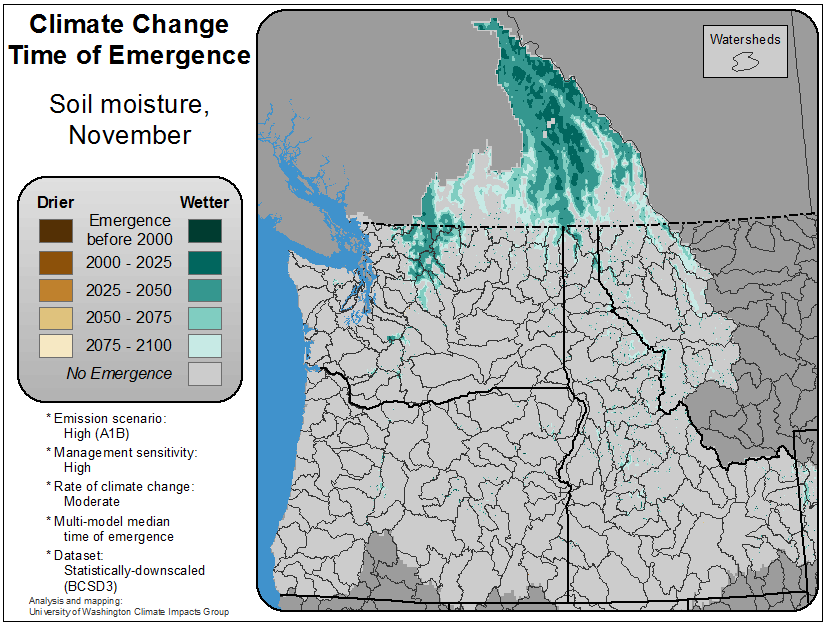 Climate Change
Time of Emergence
Soil moisture,
November
Drier Wetter
Emergence
before 2000
2000 - 2025
2025 - 2050
2050 - 2075
2075 - 2100
No Emergence
* Emission scenario:
High (A1B)
* Management sensitivity:
High
* Rate of climate change:
Moderate
* Multi-model median
time of emergence
* Dataset:
Statistically-downscaled
(BCSD3)
Analysis and mapping:
University of Washington Climate Impacts Group
Watersheds